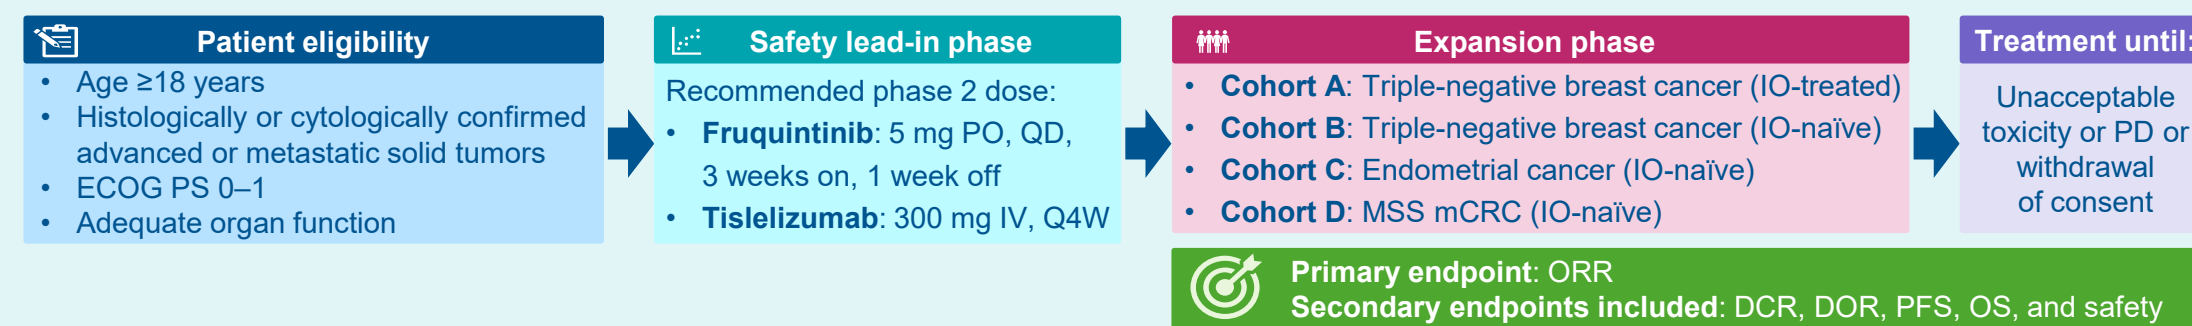 Patient eligibility
• Age ≥18 years
• Histologically or cytologically confirmed
advanced or metastatic solid tumors
• ECOG PS 0–1
• Adequate organ function
Safety lead-in phase
Recommended phase 2 dose:
• Fruquintinib: 5 mg PO, QD,
3 weeks on, 1 week off
• Tislelizumab: 300 mg IV, Q4W
Expansion phase
• Cohort A: Triple-negative breast cancer (IO-treated)
• Cohort B: Triple-negative breast cancer (IO-naïve)
• Cohort C: Endometrial cancer (IO-naïve)
• Cohort D: MSS mCRC (IO-naïve)
Treatment until:
Unacceptable
toxicity or PD or
withdrawal
of consent
Primary endpoint: ORR
Secondary endpoints included: DCR, DOR, PFS, OS, and safety